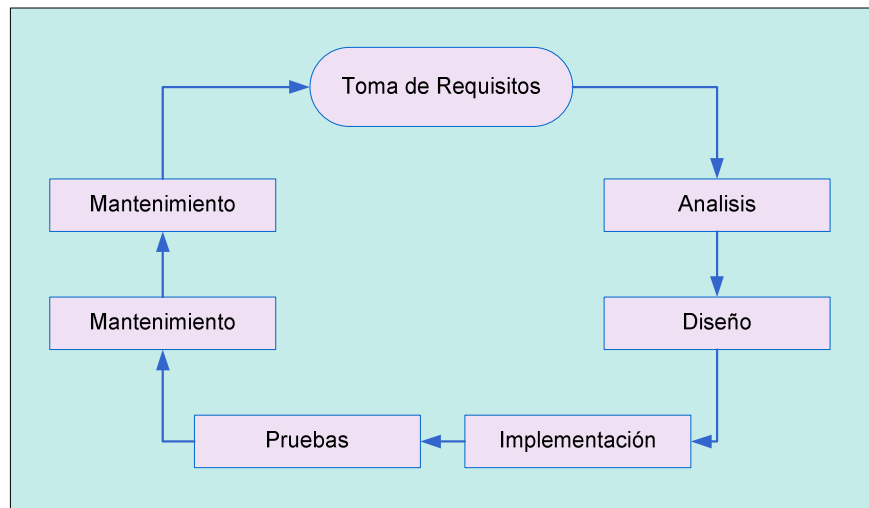 Toma de Requisitos
Analisis
Diseño
Implementación
Pruebas
Mantenimiento
Mantenimiento